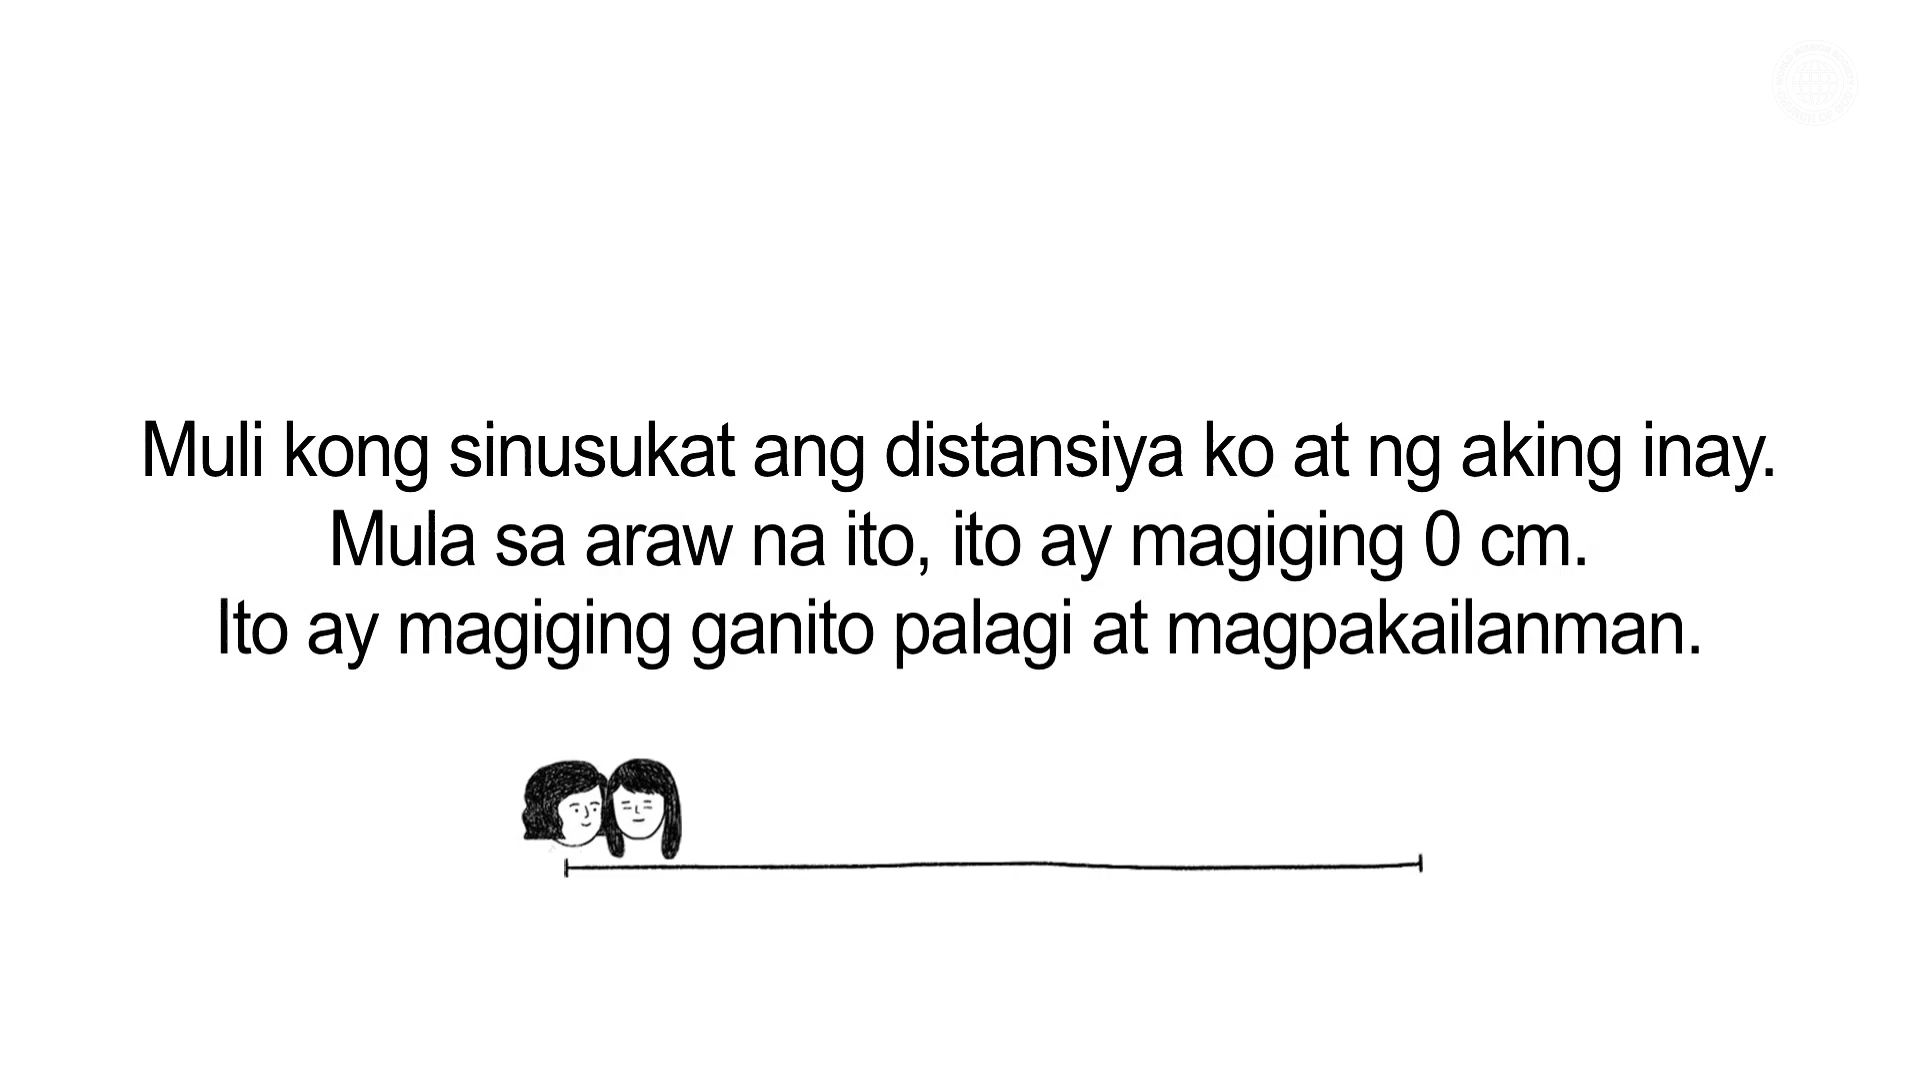 Muli kong sinusukat ang distansiya ko at ng aking inay.
Mula sa araw na ito, ito ay magiging 0 cm.
Ito ay magiging ganito palagi at magpakailanman.